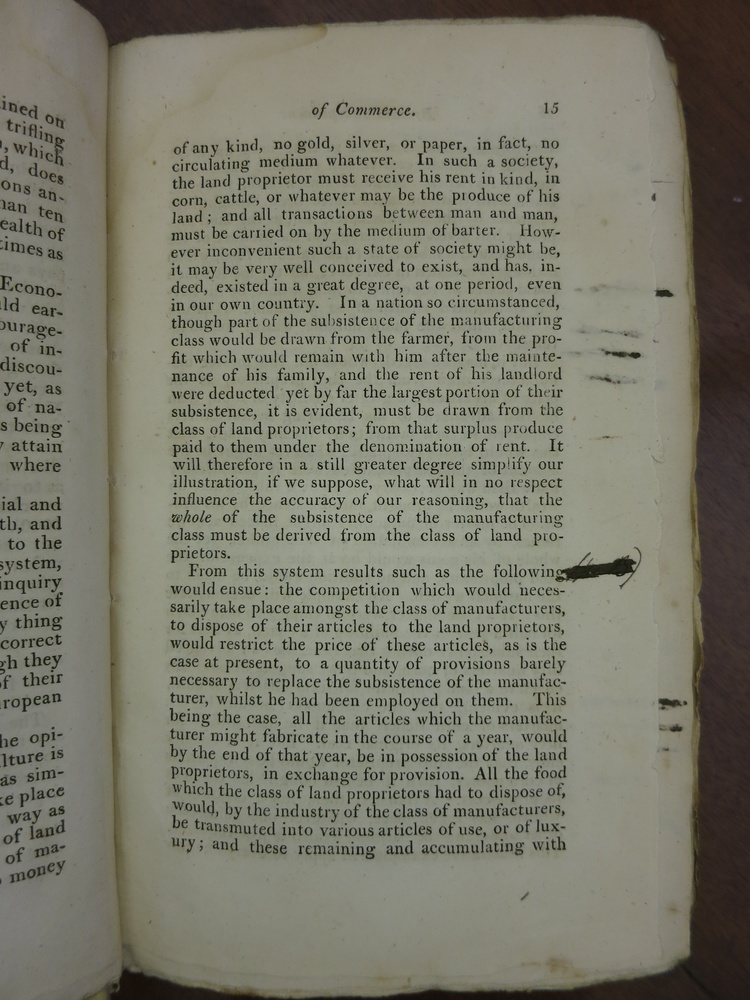 ined on
trifling
, which
d, does
ons an-
han ten
ealth of
times as
Econo-
ld ear-
ourage-
of in-
discou-
yet, as
of na-
s being
y attain
where
ial and
th, and
to the
system,
inquiry
ence of
y thing
correct
gh they
of their
ropean
he opi-
lture is
as sim-
ke place
way as
of land
of ma-
money
of Commerce. 15
of any kind, no gold, silver, or paper, in fact, no
circulating medium whatever. In such a society,
the land proprietor must receive his rent in kind, in
corn, cattle, or whatever may be the produce of his
land; and all transactions between man and man,
must be carried on by the medium of barter. How-
ever inconvenient such a state of society might be,
it may be very well conceived to exist, and has, in-
deed, existed in a great degree, at one period, even
in our own country. In a nation so circumstanced,
though part of the subsistence of the manufacturing
class would be drawn from the farmer, from the pro-
fit which would remain with him after the mainte-
nance of his family, and the rent of his landlord
were deducted yet by far the largest portion of their
subsistence, it is evident, must be drawn from the
class of land proprietors; from that surplus produce
paid to them under the denomination of rent. It
will therefore in a still greater degree simplify our
illustration, if we suppose, what will in no respect
influence the accuracy of our reasoning, that the
whole of the subsistence of the manufacturing
class must be derived from the class of land pro-
prietors.
From this system results such as the following
would ensue: the competition which would neces-
sarily take place amongst the class of manufacturers,
to dispose of their articles to the land proprietors,
would restrict the price of these articles, as is the
case at present, to a quantity of provisions barely
necessary to replace the subsistence of the manufac-
turer, whilst he had been employed on them. This
being the case, all the articles which the manufac-
turer might fabricate in the course of a year, would
by the end of that year, be in possession of the land
proprietors, in exchange for provision. All the food
which the class of land proprietors had to dispose of,
would, by the industry of the class of manufacturers,
be transmuted into various articles of use, or of lux-
ury; and these remaining and accumulating with